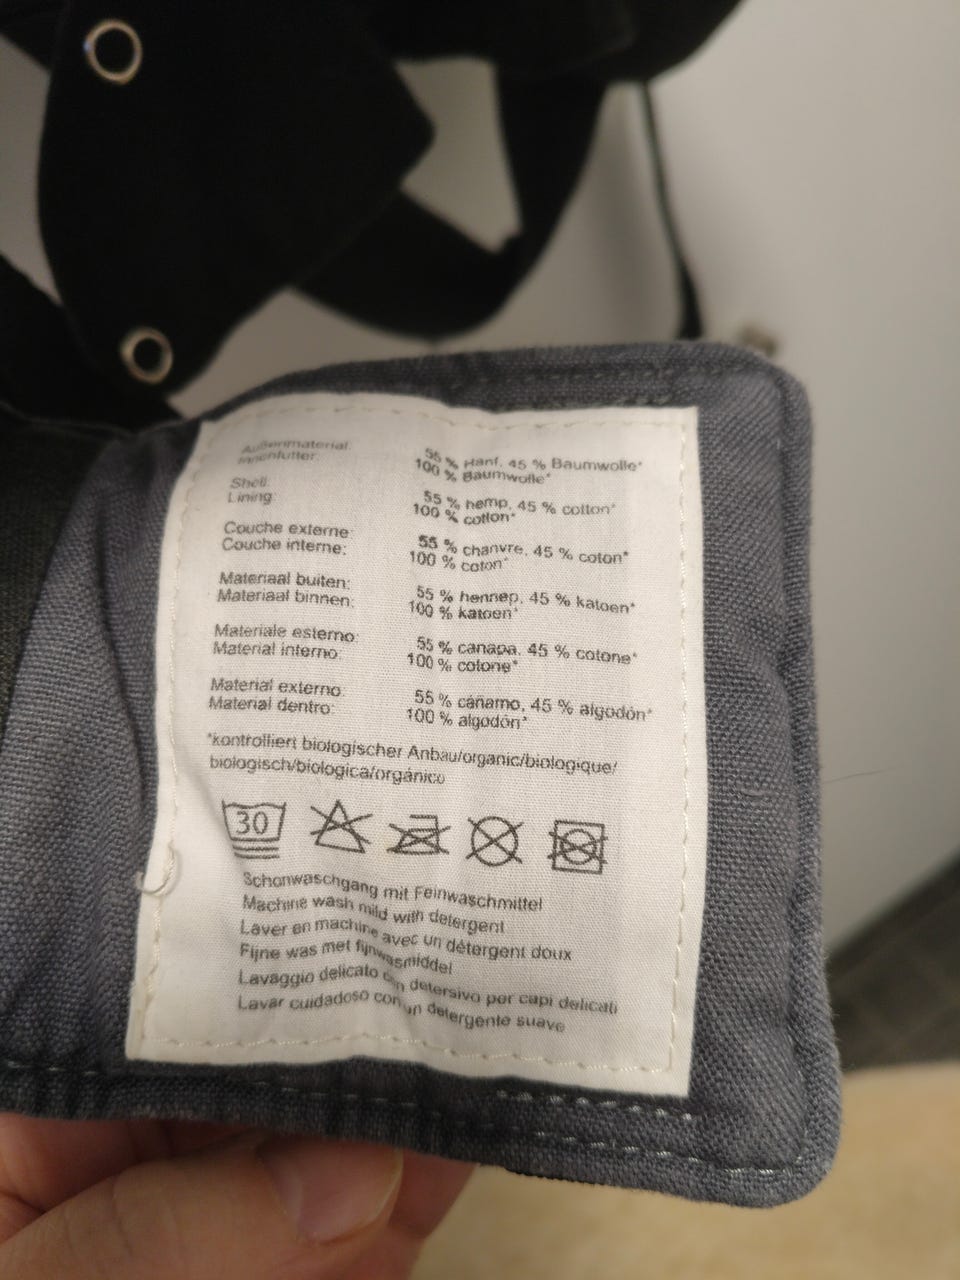 Außenmaterial: 55 % Hanf, 45 % Baumwolle*
Innenfutter: 100 % Baumwolle*
Shell: 55 % hemp, 45 % cotton*
Lining: 100 % cotton*
Couche externe: 55 % chanvre, 45 % coton*
Couche interne: 100 % coton*
Materiaal buiten: 55 % hennep, 45 % katoen*
Materiaal binnen: 100 % katoen*
Materiale esterno: 55 % canapa, 45 % cotone*
Material interno: 100 % cotone*
Material externo: 55 % cáñamo, 45 % algodón*
Material dentro: 100 % algodón*
*kontrolliert biologischer Anbau/organic/biologique/
biologisch/biologica/orgánico
30
Schonwaschgang mit Feinwaschmittel
Machine wash mild with detergent
Laver en machine avec un détergent doux
Fijne was met fijnwasmiddel
Lavaggio delicato con detersivo per capi delicati
Lavar cuidadoso con un detergente suave